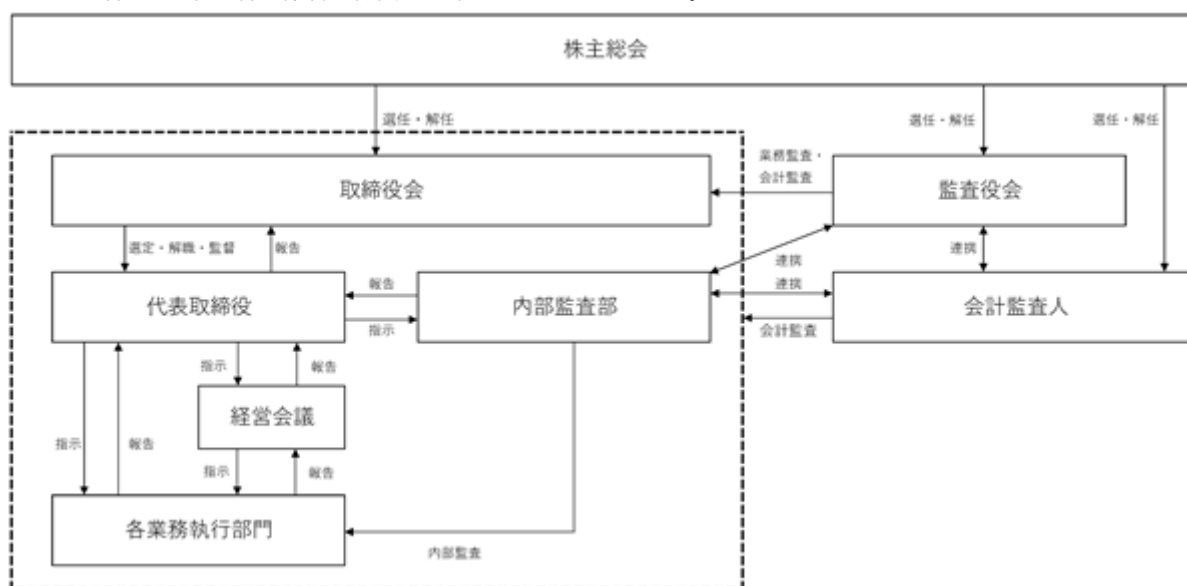 株主総会
選任・解任
選任・解任
選任・解任
業務監査・
会計監査
取締役会
監査役会
選定・解職・監督
報告
連携
連携
連携
代表取締役
報告
指示
内部監査部
会計監査人
会計監査
指示
報告
経営会議
指示
報告
指示
報告
各業務執行部門
内部監査